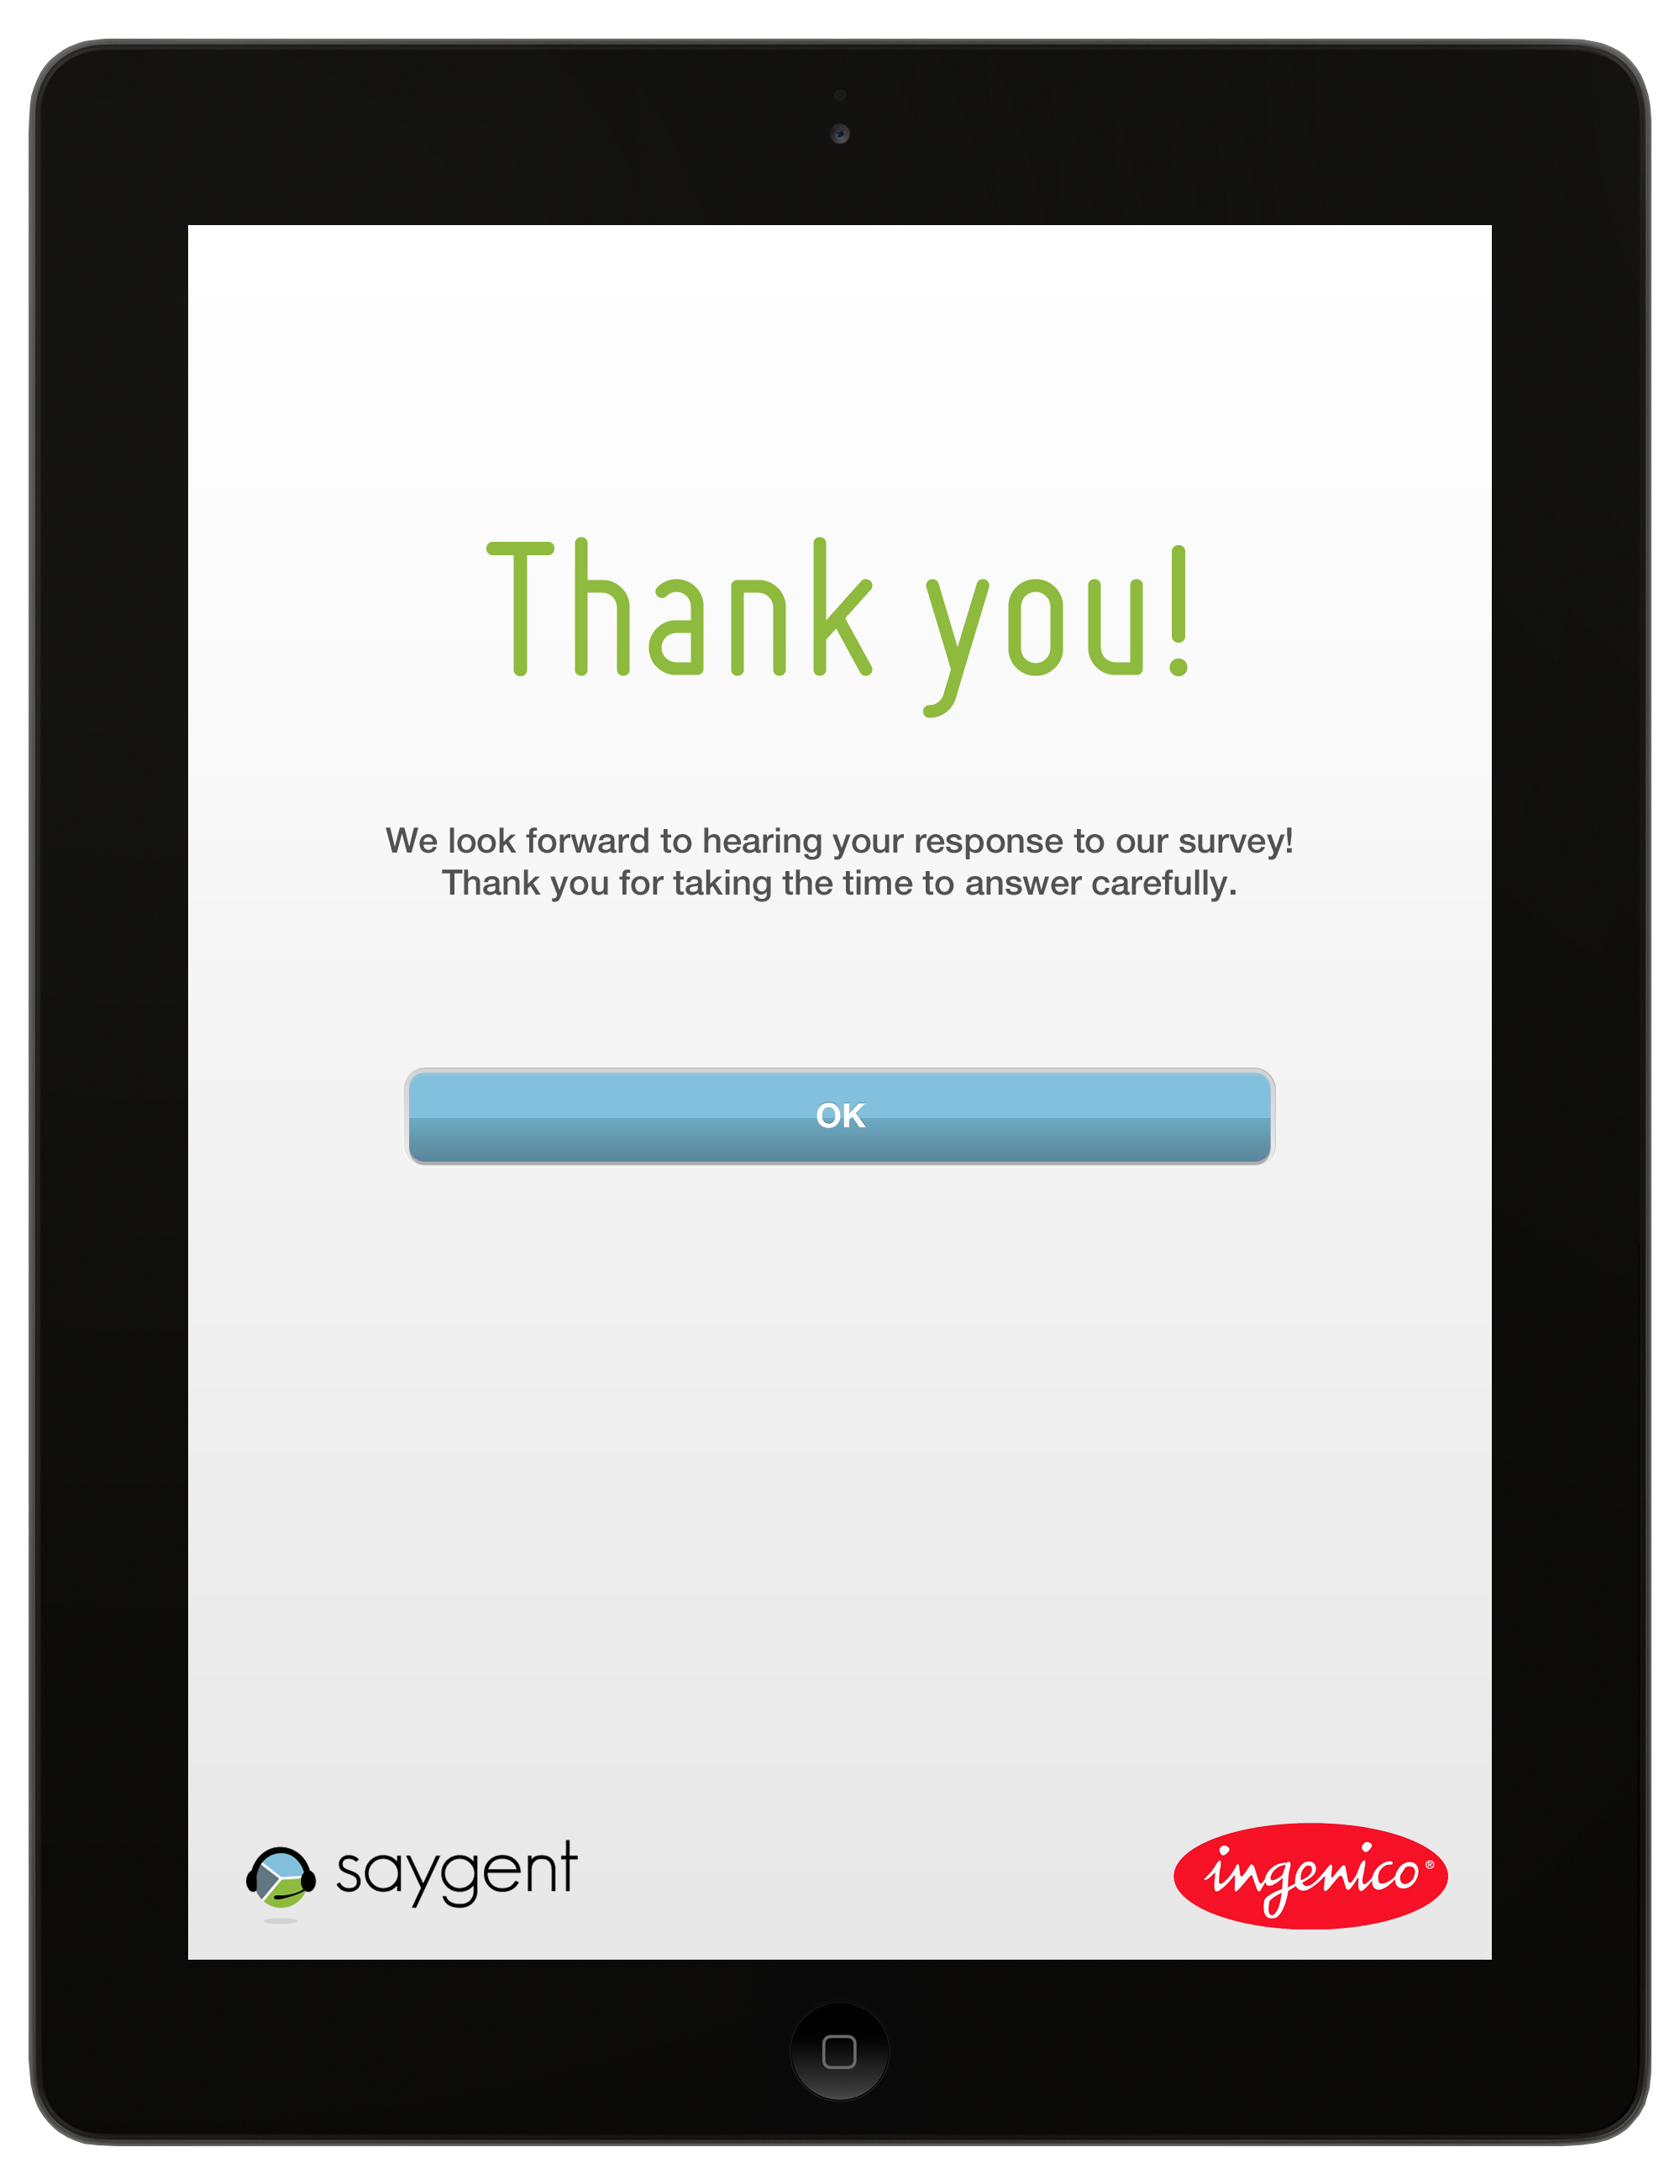 Thank you!
We look forward to hearing your response to our survey!
Thank you for taking the time to answer carefully.
OK
saygent
ingenico®